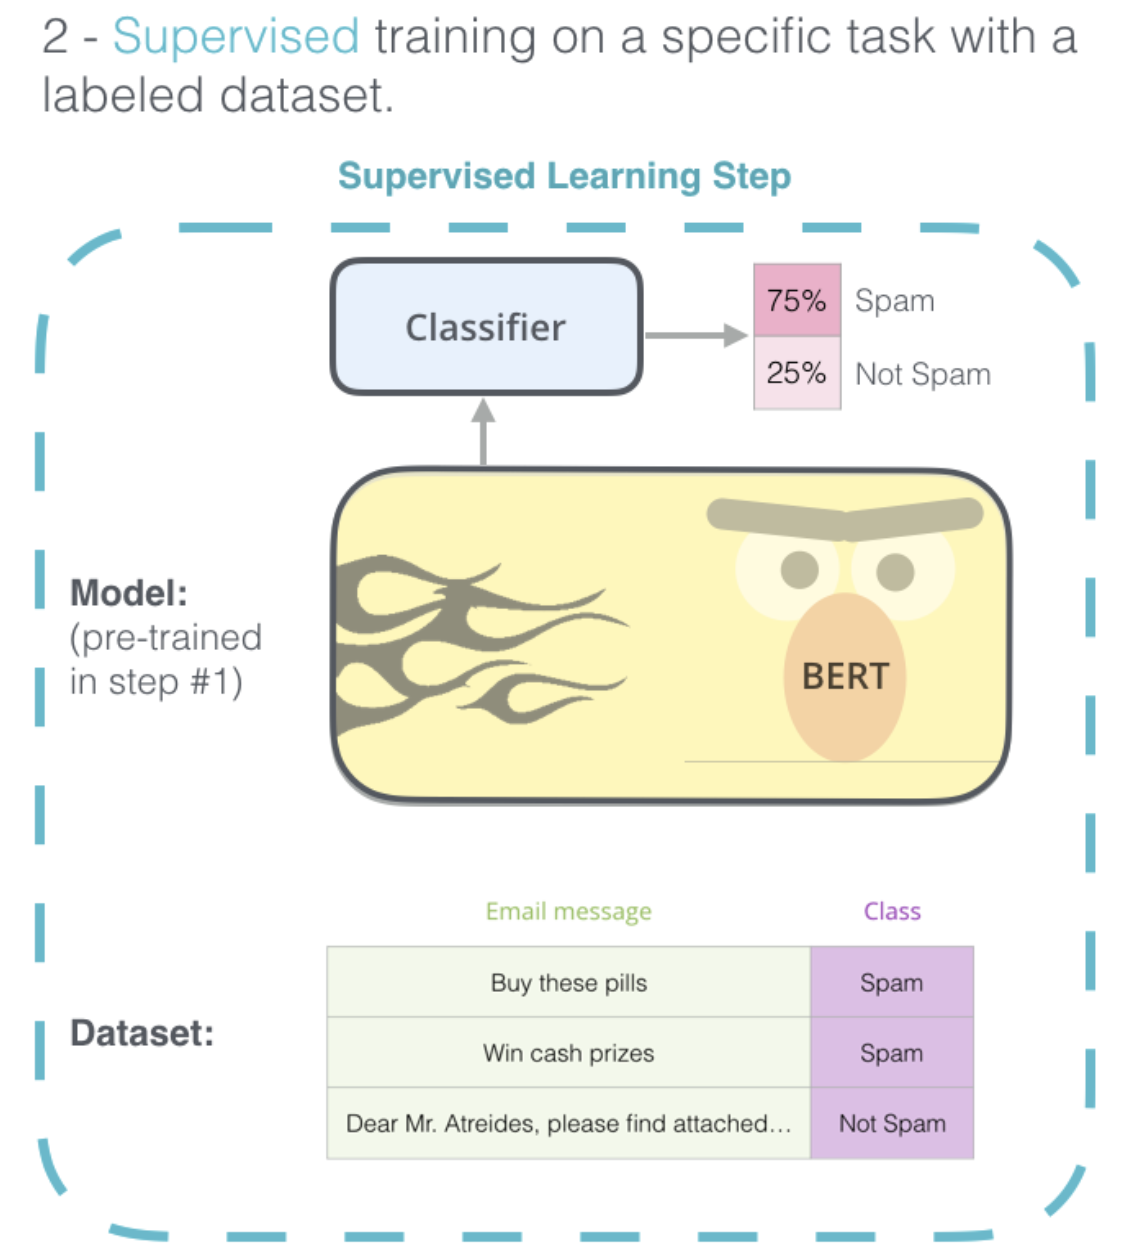 2 - Supervised training on a specific task with a
labeled dataset.
Supervised Learning Step
Classifier
75% Spam
25% Not Spam
Model:
(pre-trained
in step #1)
BERT
Email message Class
Dataset:
Buy these pills Spam
Win cash prizes Spam
Dear Mr. Atreides, please find attached... Not Spam